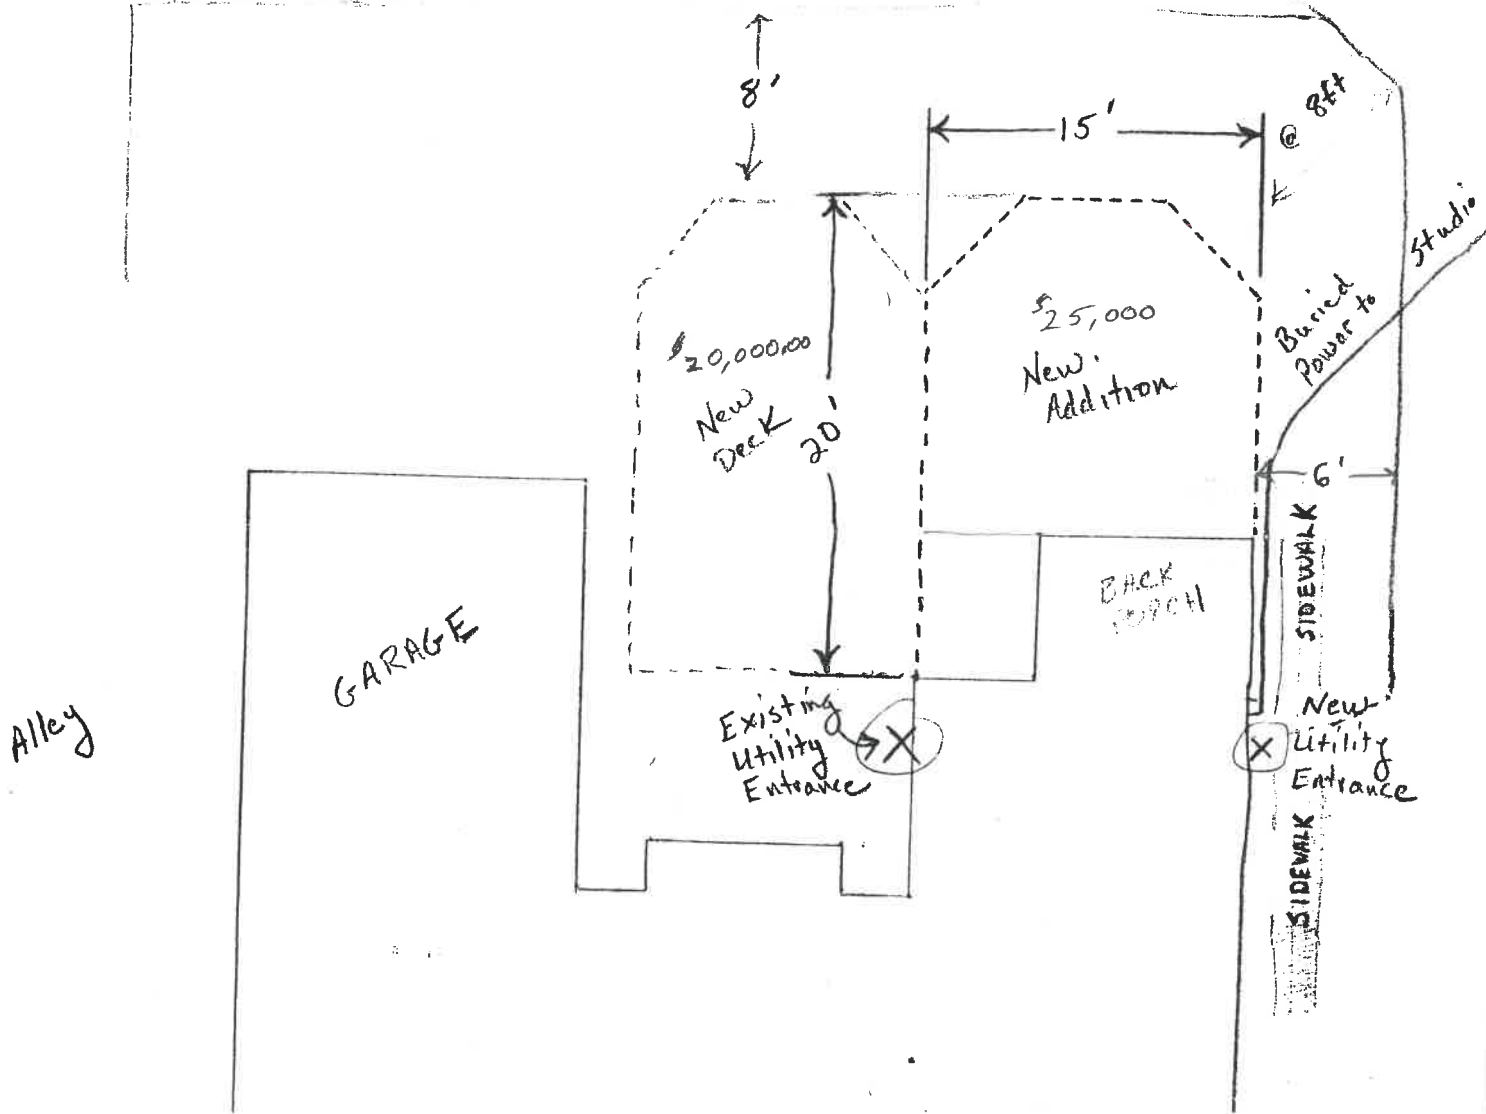 8'
15'
@ 8ft
Studio
Buried
Power to
$25,000
New.
Addition
$20,000.00
New
Deck
20'
6'
SIDEWALK
BACK
PORCH
GARAGE
Alley
Existing
Utility
Entrance
New
Utility
Entrance
SIDEWALK